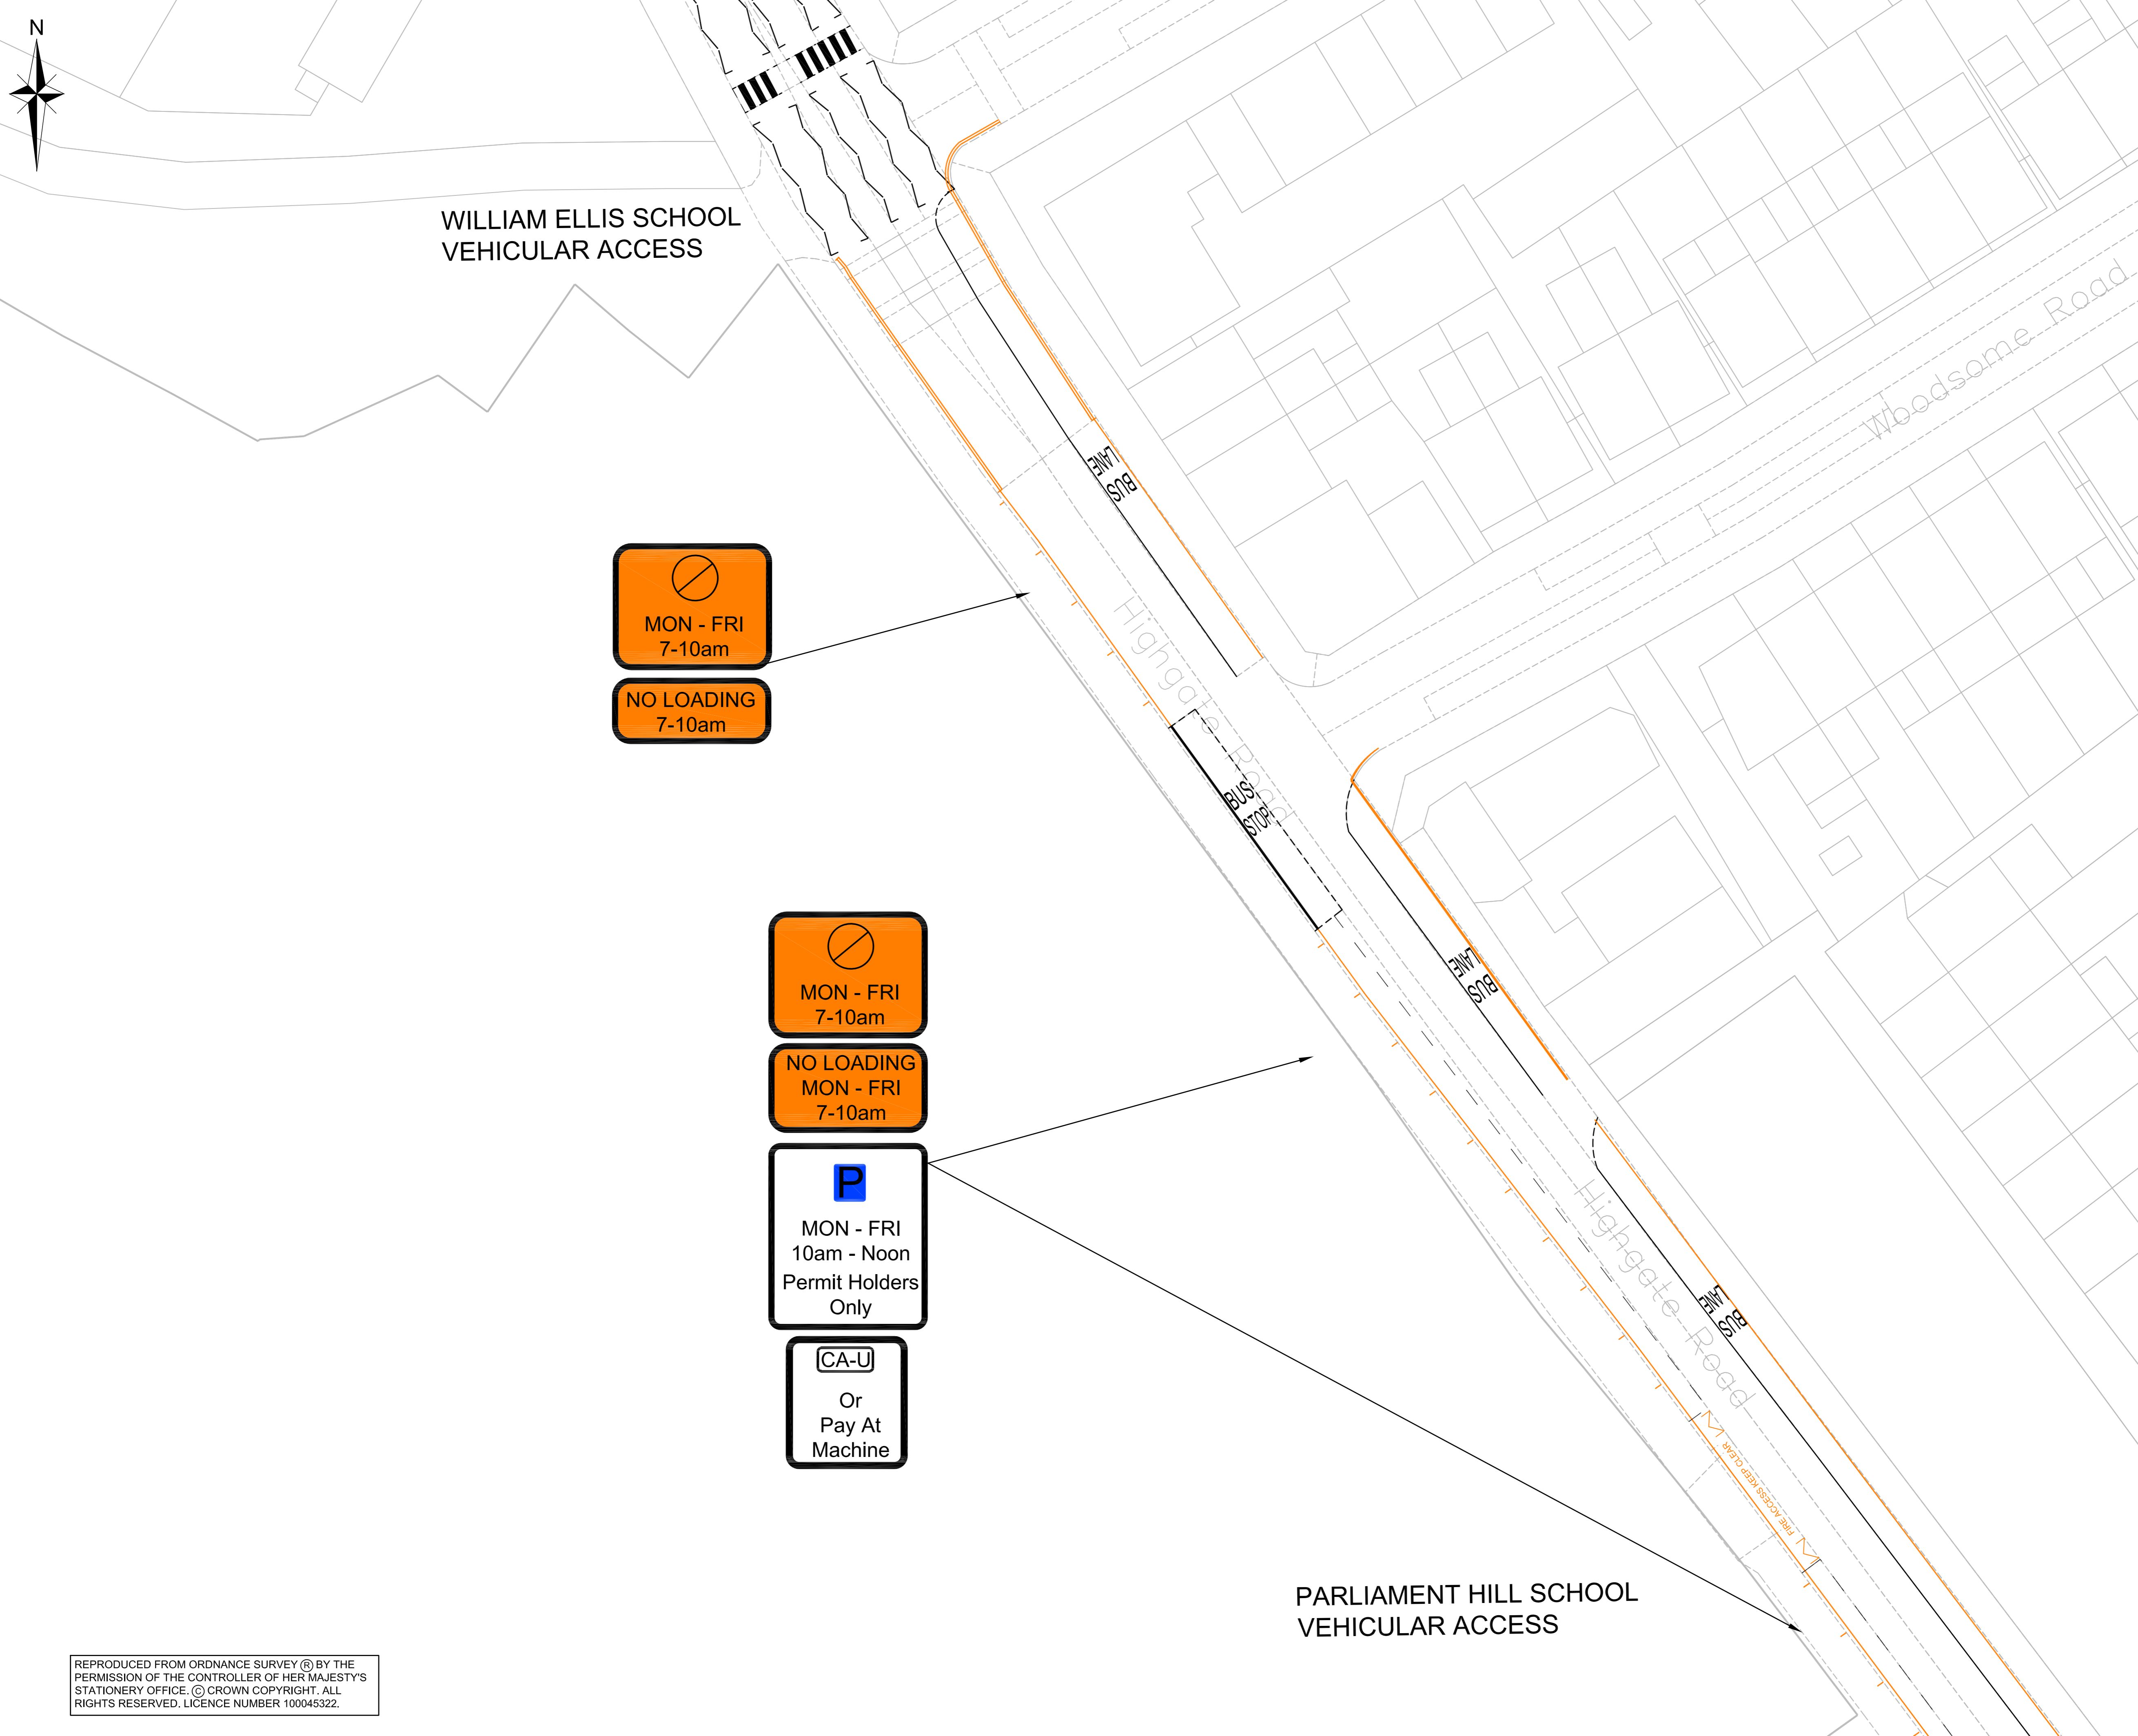 N
WILLIAM ELLIS SCHOOL
VEHICULAR ACCESS
Woodsome Road
LANE
BUS
MON - FRI
7-10am
NO LOADING
7-10am
Highgate Road
BUS
STOP
MON - FRI
7-10am
NO LOADING
MON - FRI
7-10am
P
MON - FRI
10am - Noon
Permit Holders
Only
CA-U
Or
Pay At
Machine
LANE
BUS
Highgate Road
LANE
BUS
FIRE ACCESS KEEP CLEAR
PARLIAMENT HILL SCHOOL
VEHICULAR ACCESS
REPRODUCED FROM ORDNANCE SURVEY ® BY THE
PERMISSION OF THE CONTROLLER OF HER MAJESTY'S
STATIONERY OFFICE. © CROWN COPYRIGHT. ALL
RIGHTS RESERVED. LICENCE NUMBER 100045322.